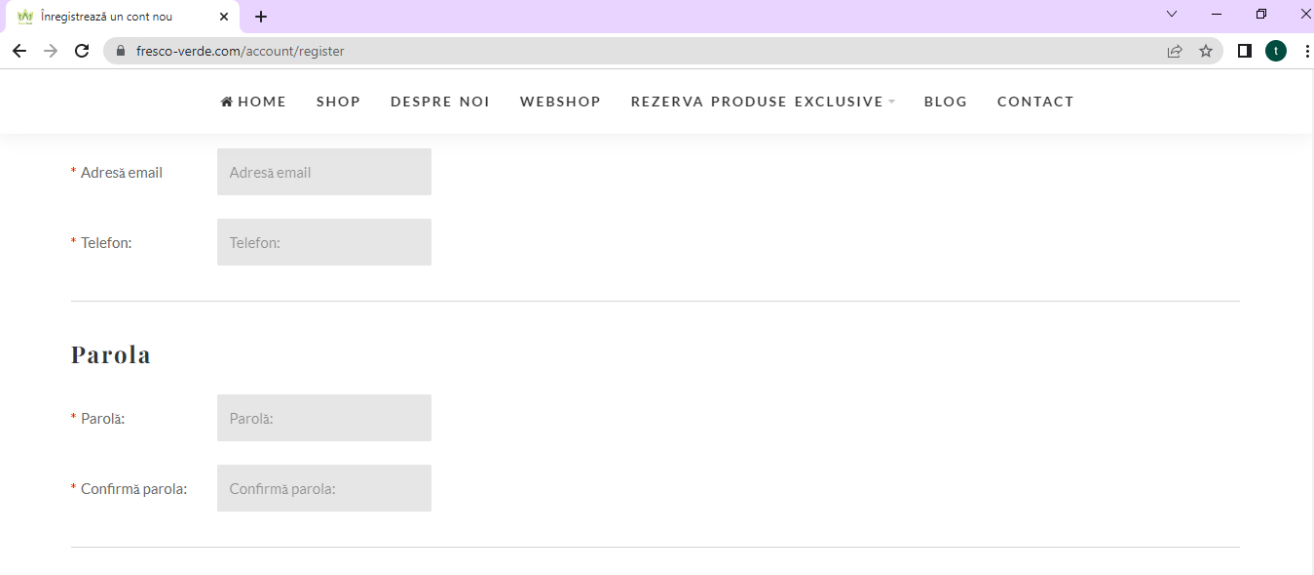 Înregistrează un cont nou
fresco-verde.com/account/register
t
HOME SHOP DESPRE NOI WEBSHOP REZERVA PRODUSE EXCLUSIVE BLOG CONTACT
* Adresă email Adresă email
* Telefon: Telefon:
Parola
* Parolă: Parolă:
* Confirmă parola: Confirmă parola: